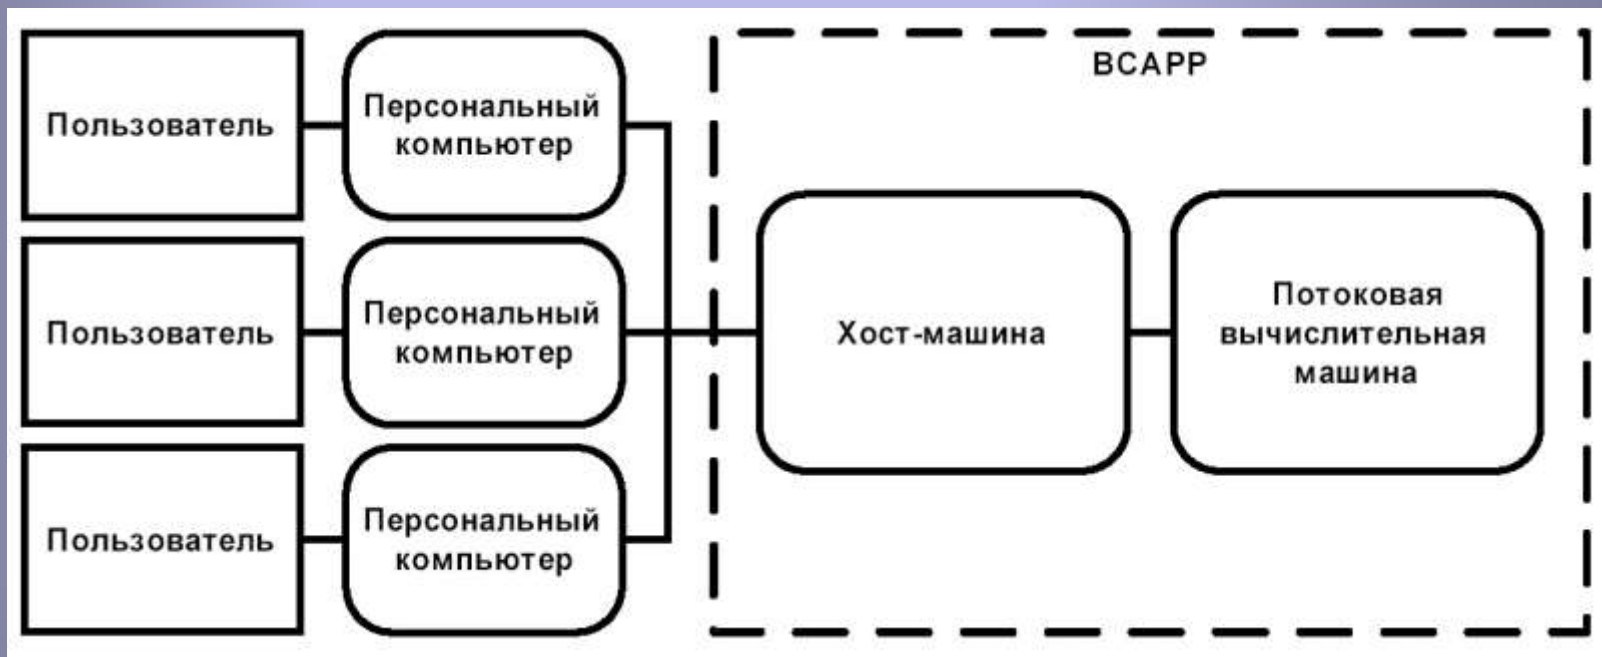 ВСАРР
Пользователь
Персональный
компьютер
Пользователь
Персональный
компьютер
Хост-машина
Потоковая
вычислительная
машина
Пользователь
Персональный
компьютер